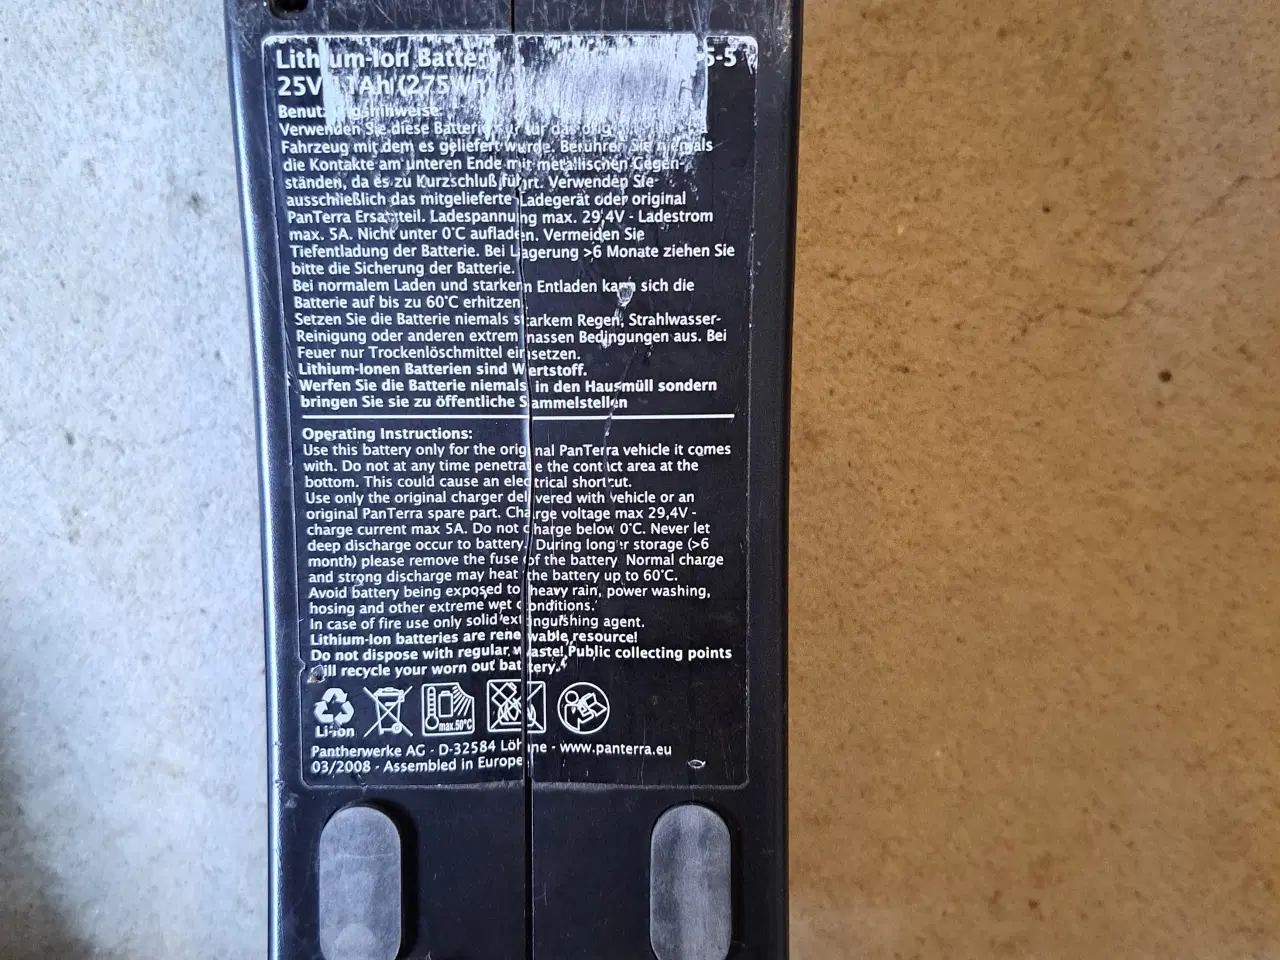 Lithium-Ion Battery 6-5
25V 11Ah (275Wh)
Benutzungshinweise:
Verwenden Sie diese Batterie nur für das
Fahrzeug mit dem es geliefert wurde. Berühren Sie niemals
die Kontakte am unteren Ende mit metallischen Gegen-
ständen, da es zu Kurzschluß führt. Verwenden Sie
ausschließlich das mitgelieferte Ladegerät oder original
PanTerra Ersatzteil. Ladespannung max. 29,4V - Ladestrom
max. 5A. Nicht unter 0°C aufladen. Vermeiden Sie
Tiefentladung der Batterie. Bei Lagerung >6 Monate ziehen Sie
bitte die Sicherung der Batterie.
Bei normalem Laden und starkem Entladen kann sich die
Batterie auf bis zu 60°C erhitzen.
Setzen Sie die Batterie niemals starkem Regen, Strahlwasser-
Reinigung oder anderen extrem nassen Bedingungen aus. Bei
Feuer nur Trockenlöschmittel einsetzen.
Lithium-Ionen Batterien sind Wertstoff.
Werfen Sie die Batterie niemals in den Hausmüll sondern
bringen Sie sie zu öffentliche Sammelstellen
Operating Instructions:
Use this battery only for the original PanTerra vehicle it comes
with. Do not at any time penetrate the contact area at the
bottom. This could cause an electrical shortcut.
Use only the original charger delivered with vehicle or an
original PanTerra spare part. Charge voltage max 29,4V -
charge current max 5A. Do not charge below 0°C. Never let
deep discharge occur to battery. During longer storage (>6
month) please remove the fuse of the battery. Normal charge
and strong discharge may heat the battery up to 60°C.
Avoid battery being exposed to heavy rain, power washing,
hosing and other extreme wet conditions.
In case of fire use only solid extinguishing agent.
Lithium-Ion batteries are renewable resource!
Do not dispose with regular waste! Public collecting points
will recycle your worn out battery.
Li-Ion max.50°C
Pantherwerke AG - D-32584 Löhne - www.panterra.eu
03/2008 - Assembled in Europe